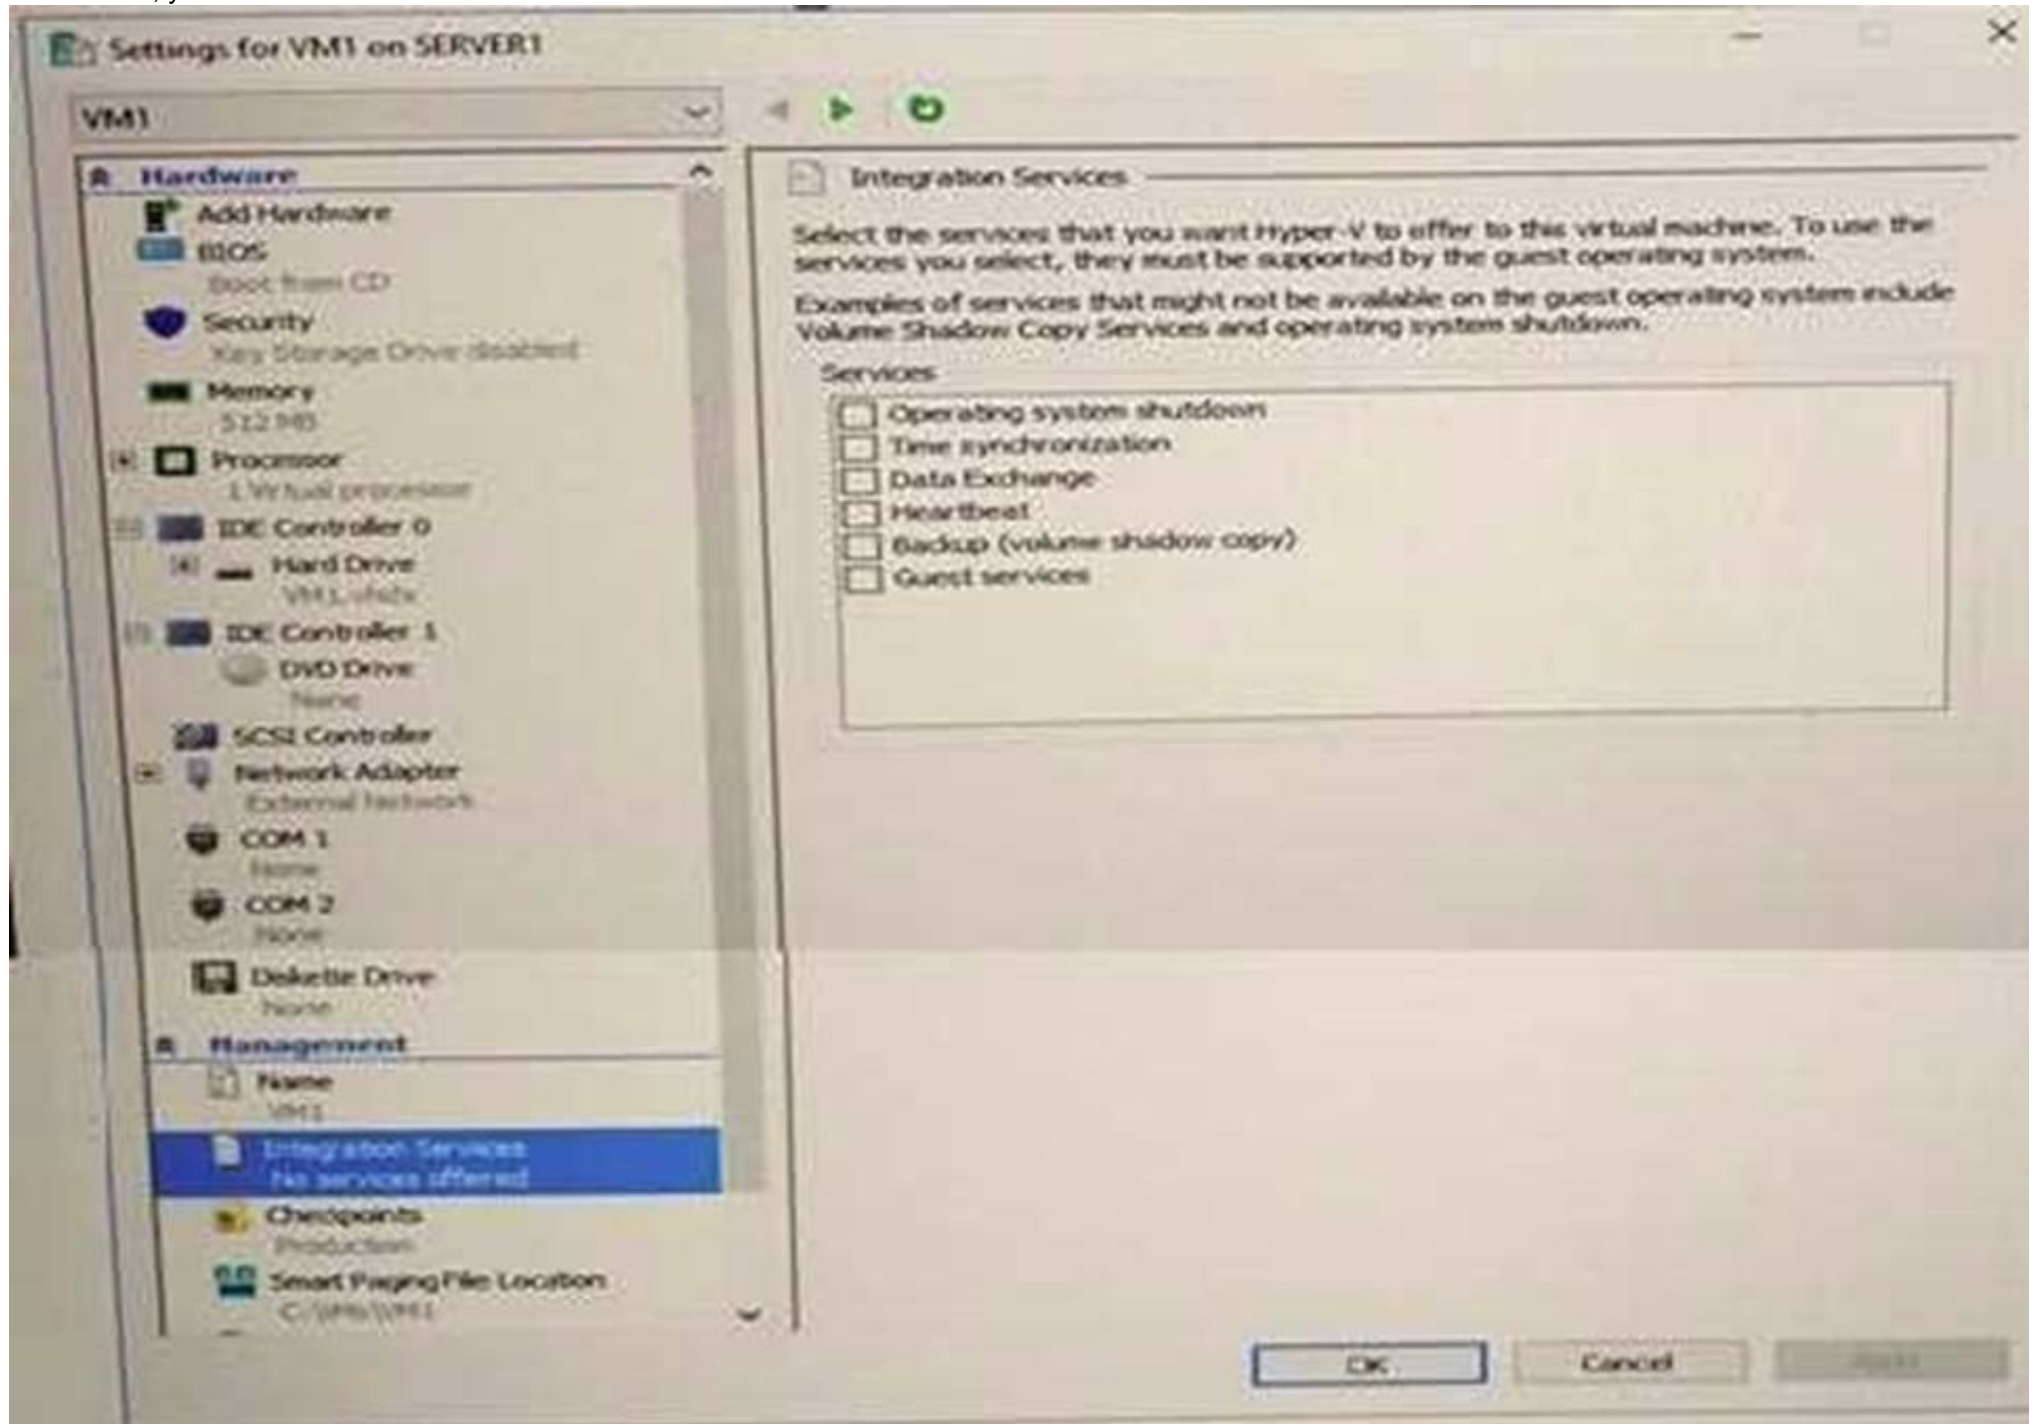 Settings for VM1 on SERVER1
VM1
Hardware
Add Hardware
BIOS
Boot from CD
Security
Key Storage Drive disabled
Memory
512 MB
Processor
1 Virtual processor
IDE Controller 0
Hard Drive
VM1.vhdx
IDE Controller 1
DVD Drive
None
SCSI Controller
Network Adapter
External Network
COM 1
None
COM 2
None
Diskette Drive
None
Management
Name
VM1
Integration Services
No services offered
Checkpoints
Production
Smart Paging File Location
C:\VMs\VM1
Integration Services
Select the services that you want Hyper-V to offer to this virtual machine. To use the
services you select, they must be supported by the guest operating system.
Examples of services that might not be available on the guest operating system include
Volume Shadow Copy Services and operating system shutdown.
Services
Operating system shutdown
Time synchronization
Data Exchange
Heartbeat
Backup (volume shadow copy)
Guest services
OK
Cancel